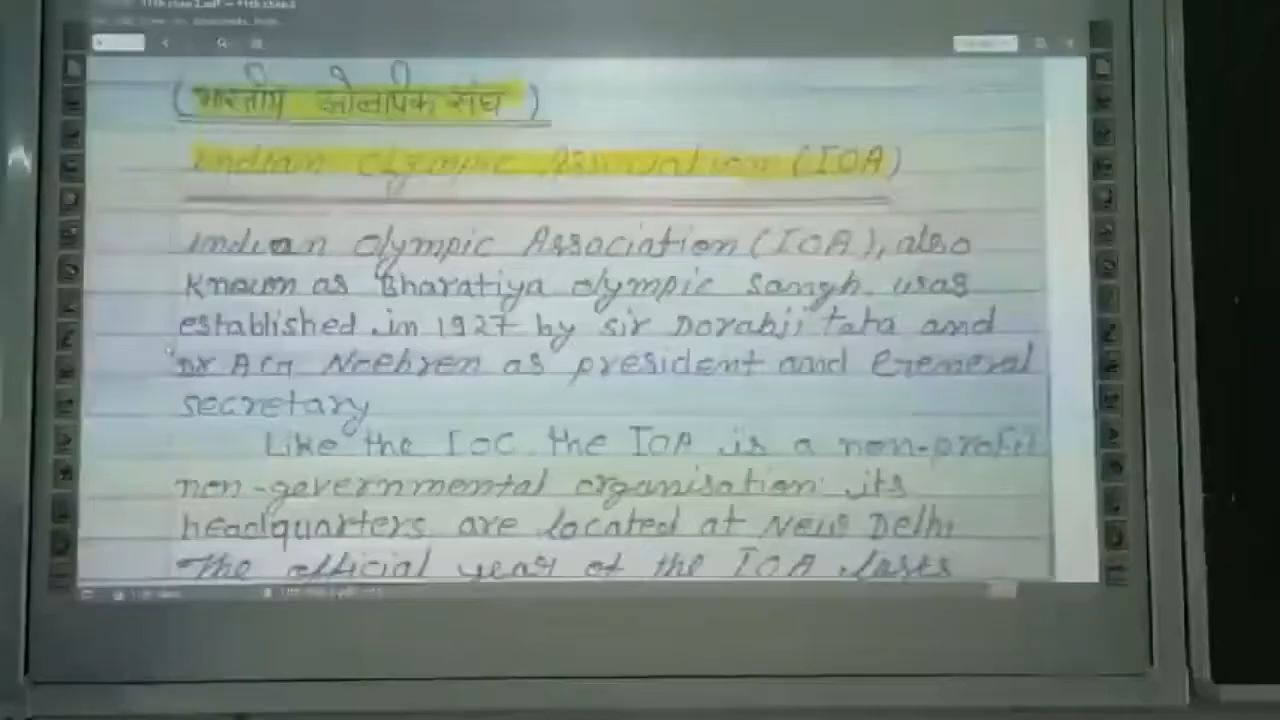 (भारतीय ओलंपिक संघ)
Indian Olympic Association (IOA)
Indian Olympic Association (IOA), also
Known as Bharatiya Olympic Sangh was
established in 1927 by Sir Dorabji Tata and
Dr ACG Noehren as president and General
secretary
Like the IOC the IOA is a non-profit
non-governmental organisation its
headquarters are located at New Delhi
The official year of the IOA lasts